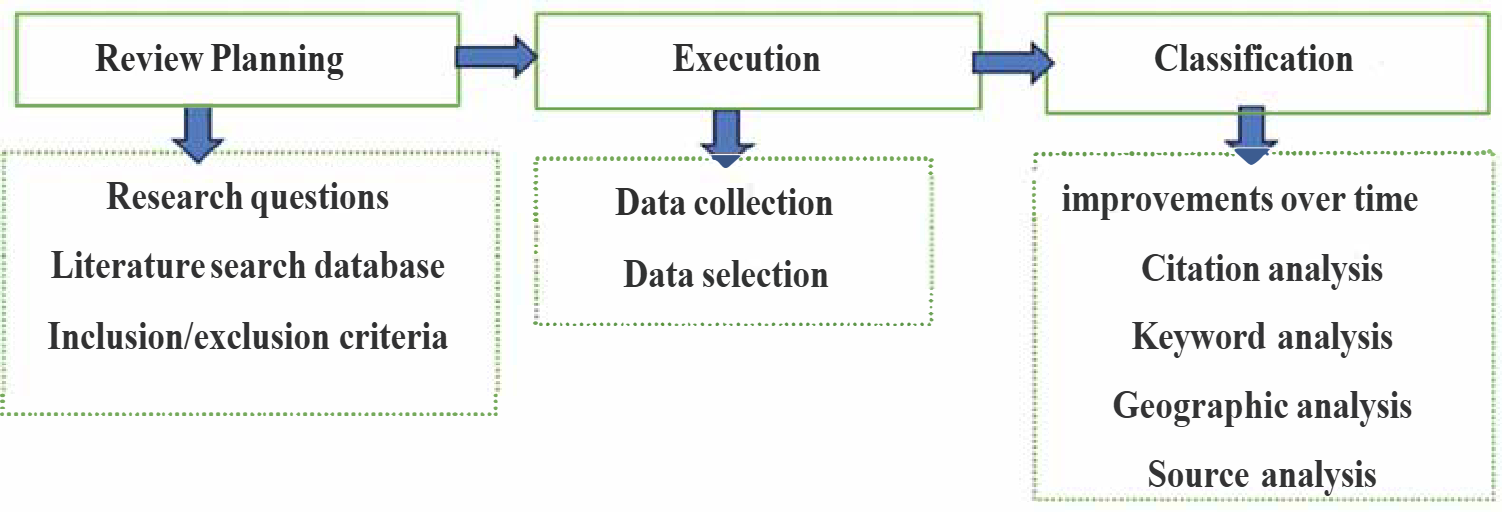 Review Planning
Execution
Classification
Research questions
Literature search database
Inclusion/exclusion criteria
Data collection
Data selection
improvements over time
Citation analysis
Keyword analysis
Geographic analysis
Source analysis